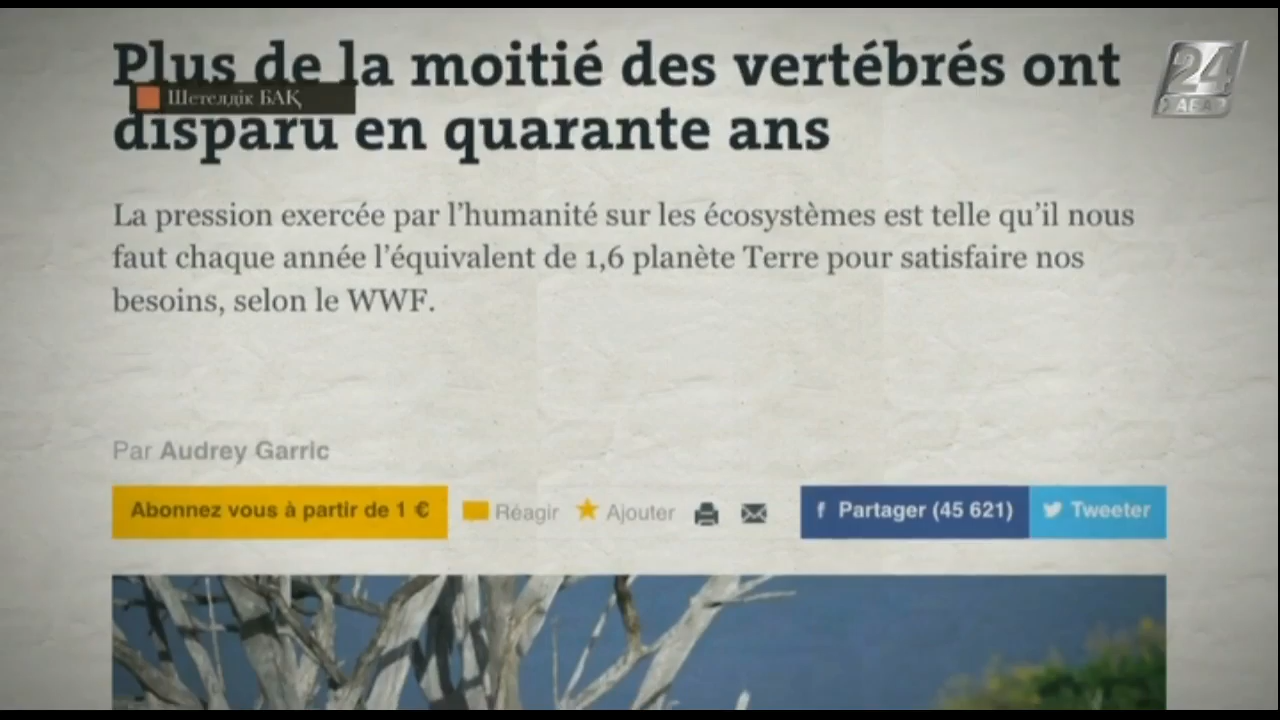 Plus de la moitié des vertébrés ont
Шетелдік БАҚ
disparu en quarante ans
24
ХАБАР
La pression exercée par l’humanité sur les écosystèmes est telle qu’il nous
faut chaque année l’équivalent de 1,6 planète Terre pour satisfaire nos
besoins, selon le WWF.
Par Audrey Garric
Abonnez vous à partir de 1 €
Réagir
Ajouter
Partager (45 621)
Tweeter